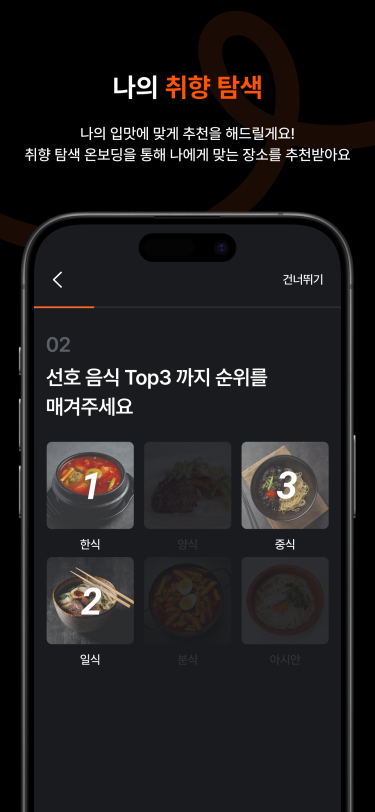 나의 취향 탐색
나의 입맛에 맞게 추천을 해드릴게요!
취향 탐색 온보딩을 통해 나에게 맞는 장소를 추천받아요
건너뛰기
02
선호 음식 Top3 까지 순위를
매겨주세요
1
3
한식
양식
중식
2
일식
분식
아시안